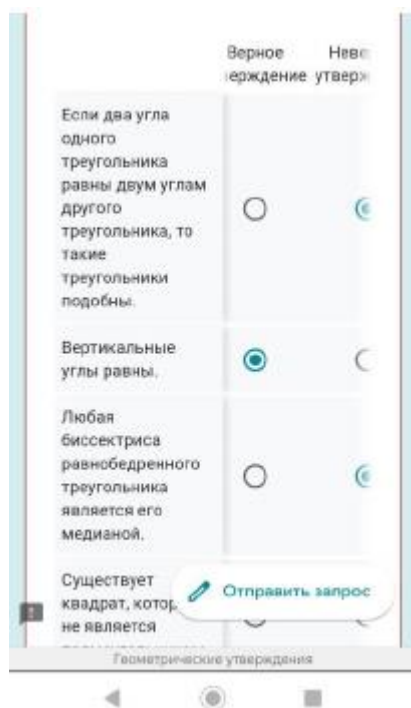 Верное Неве
ерждение утверж
Если два угла
одного
треугольника
равны двум углам
другого
треугольника, то
такие
треугольники
подобны.
Вертикальные
углы равны.
Любая
биссектриса
равнобедренного
треугольника
является его
медианой.
Существует
квадрат, котор
не является
Отправить запрос
Геометрические утверждения